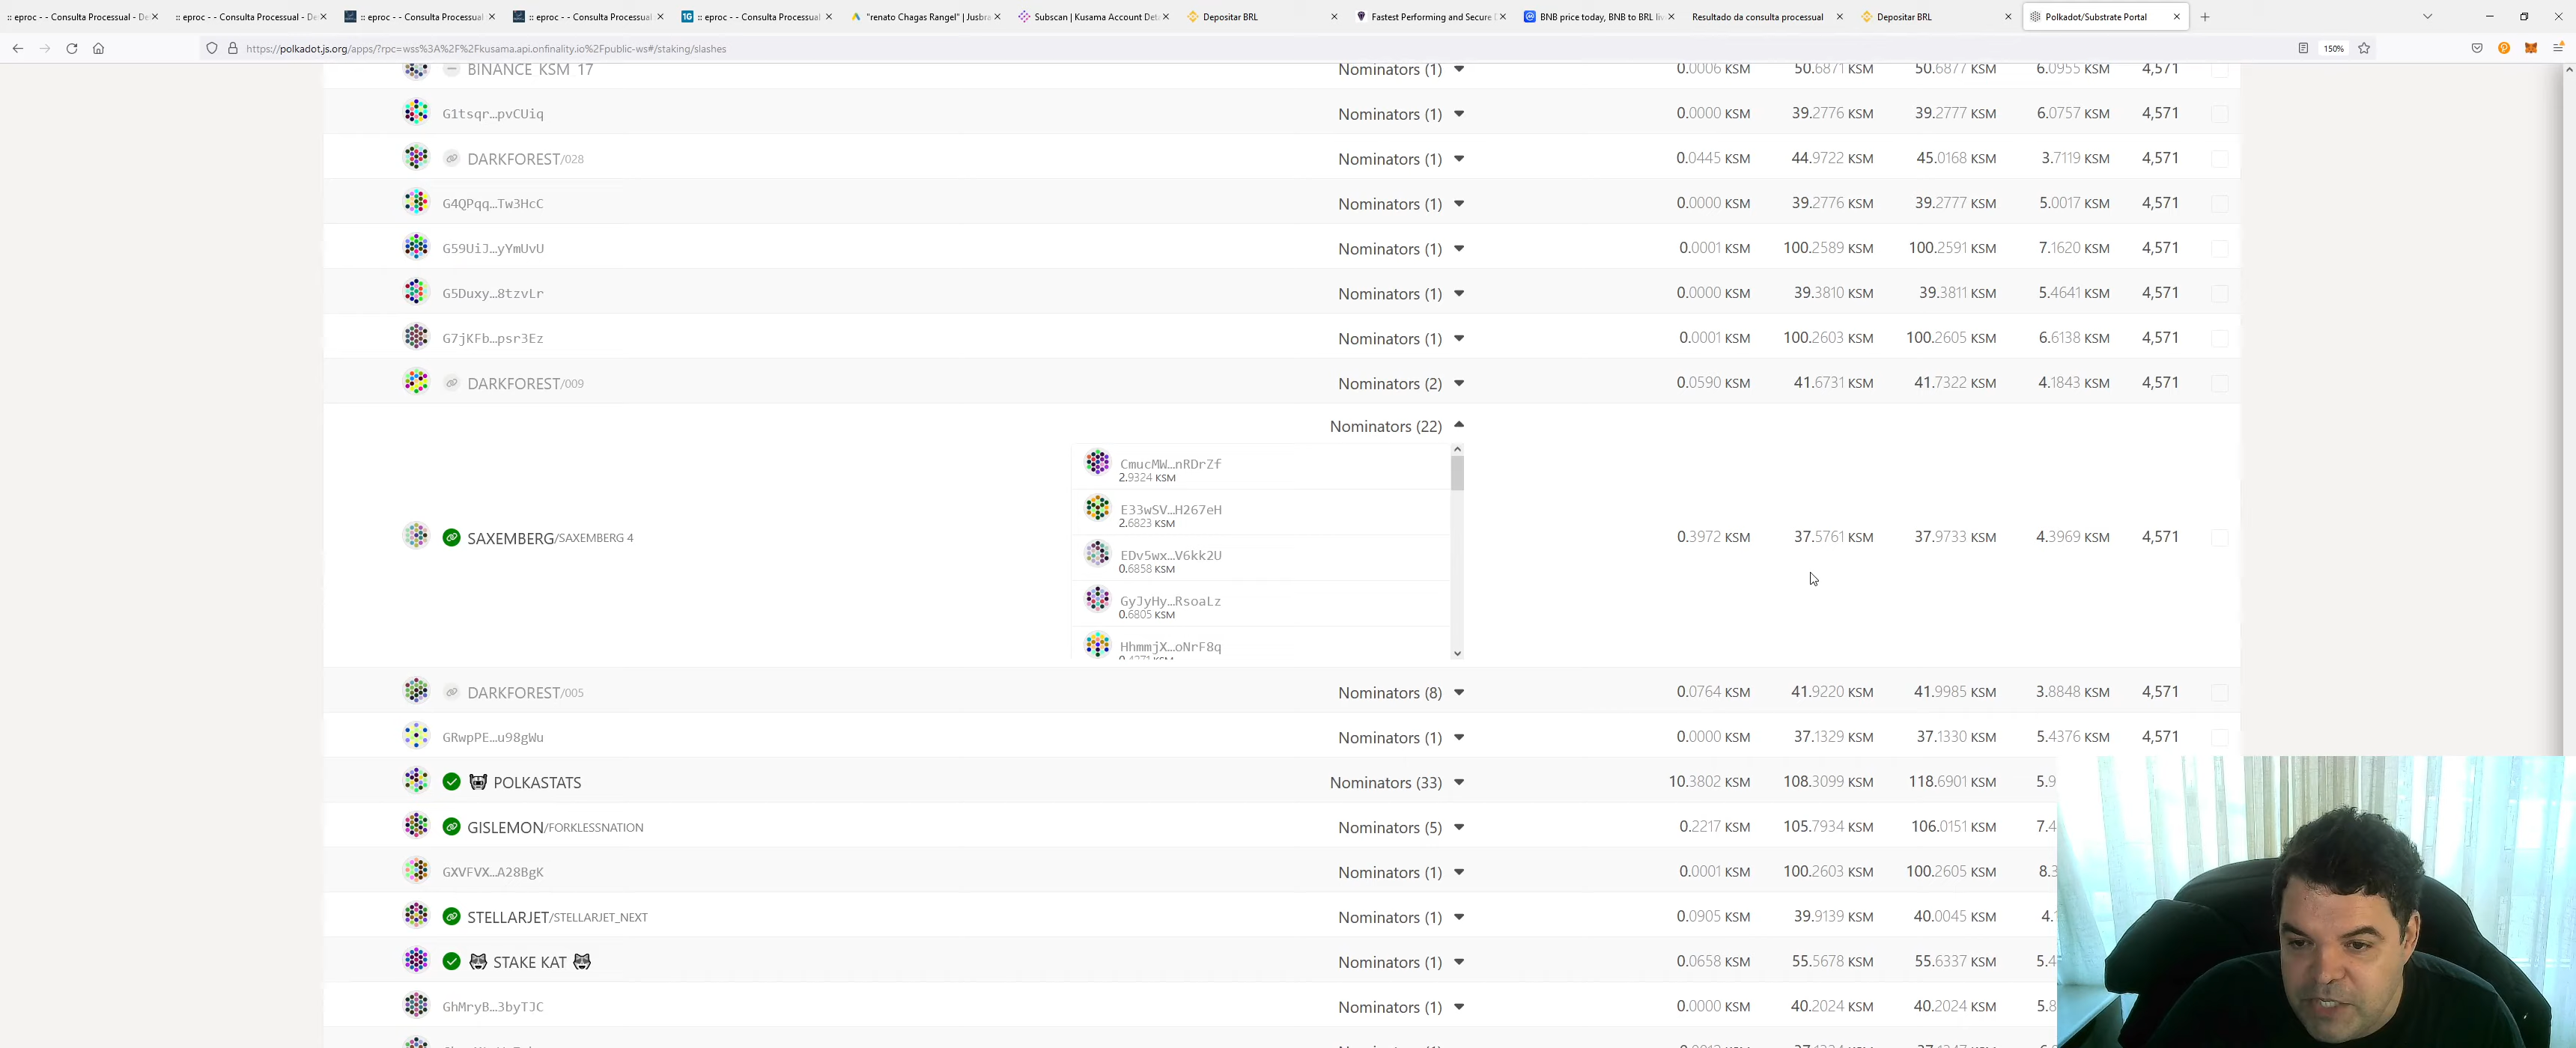 :: eproc - - Consulta Processual - De
:: eproc - - Consulta Processual - De
:: eproc - - Consulta Processual
:: eproc - - Consulta Processual
:: eproc - - Consulta Processual
"renato Chagas Rangel" | Jusbra
Subscan | Kusama Account Det
Depositar BRL
Fastest Performing and Secure
BNB price today, BNB to BRL li
Resultado da consulta processual
Depositar BRL
Polkadot/Substrate Portal
https://polkadot.js.org/apps/?rpc=wss%3A%2F%2Fkusama.api.onfinality.io%2Fpublic-ws#/staking/slashes
150%
BINANCE_KSM_17 Nominators (1) 0.0006 KSM 50.6871 KSM 50.6877 KSM 6.0955 KSM 4,571
G1tsqr…pvCUiq Nominators (1) 0.0000 KSM 39.2776 KSM 39.2777 KSM 6.0757 KSM 4,571
DARKFOREST/028 Nominators (1) 0.0445 KSM 44.9722 KSM 45.0168 KSM 3.7119 KSM 4,571
G4QPqq…Tw3HcC Nominators (1) 0.0000 KSM 39.2776 KSM 39.2777 KSM 5.0017 KSM 4,571
G59UiJ…yYmUvU Nominators (1) 0.0001 KSM 100.2589 KSM 100.2591 KSM 7.1620 KSM 4,571
G5Duxy…8tzvLr Nominators (1) 0.0000 KSM 39.3810 KSM 39.3811 KSM 5.4641 KSM 4,571
G7jKFb…psr3Ez Nominators (1) 0.0001 KSM 100.2603 KSM 100.2605 KSM 6.6138 KSM 4,571
DARKFOREST/009 Nominators (2) 0.0590 KSM 41.6731 KSM 41.7322 KSM 4.1843 KSM 4,571
Nominators (22)
CmucMW…nRDrZf
2.9324 KSM
E33wSV…H267eH
2.6823 KSM
SAXEMBERG/SAXEMBERG 4 0.3972 KSM 37.5761 KSM 37.9733 KSM 4.3969 KSM 4,571
EDv5wx…V6kk2U
0.6858 KSM
GyJyHy…RsoaLz
0.6805 KSM
HhmmjX…oNrF8q
DARKFOREST/005 Nominators (8) 0.0764 KSM 41.9220 KSM 41.9985 KSM 3.8848 KSM 4,571
GRwpPE…u98gWu Nominators (1) 0.0000 KSM 37.1329 KSM 37.1330 KSM 5.4376 KSM 4,571
POLKASTATS Nominators (33) 10.3802 KSM 108.3099 KSM 118.6901 KSM 5.9
GISLEMON/FORKLESSNATION Nominators (5) 0.2217 KSM 105.7934 KSM 106.0151 KSM 7.4
GXVFVX…A28BgK Nominators (1) 0.0001 KSM 100.2603 KSM 100.2605 KSM 8.3
STELLARJET/STELLARJET_NEXT Nominators (1) 0.0905 KSM 39.9139 KSM 40.0045 KSM 4.
STAKE KAT Nominators (1) 0.0658 KSM 55.5678 KSM 55.6337 KSM 5.4
GhMryB…3byTJC Nominators (1) 0.0000 KSM 40.2024 KSM 40.2024 KSM 5.8